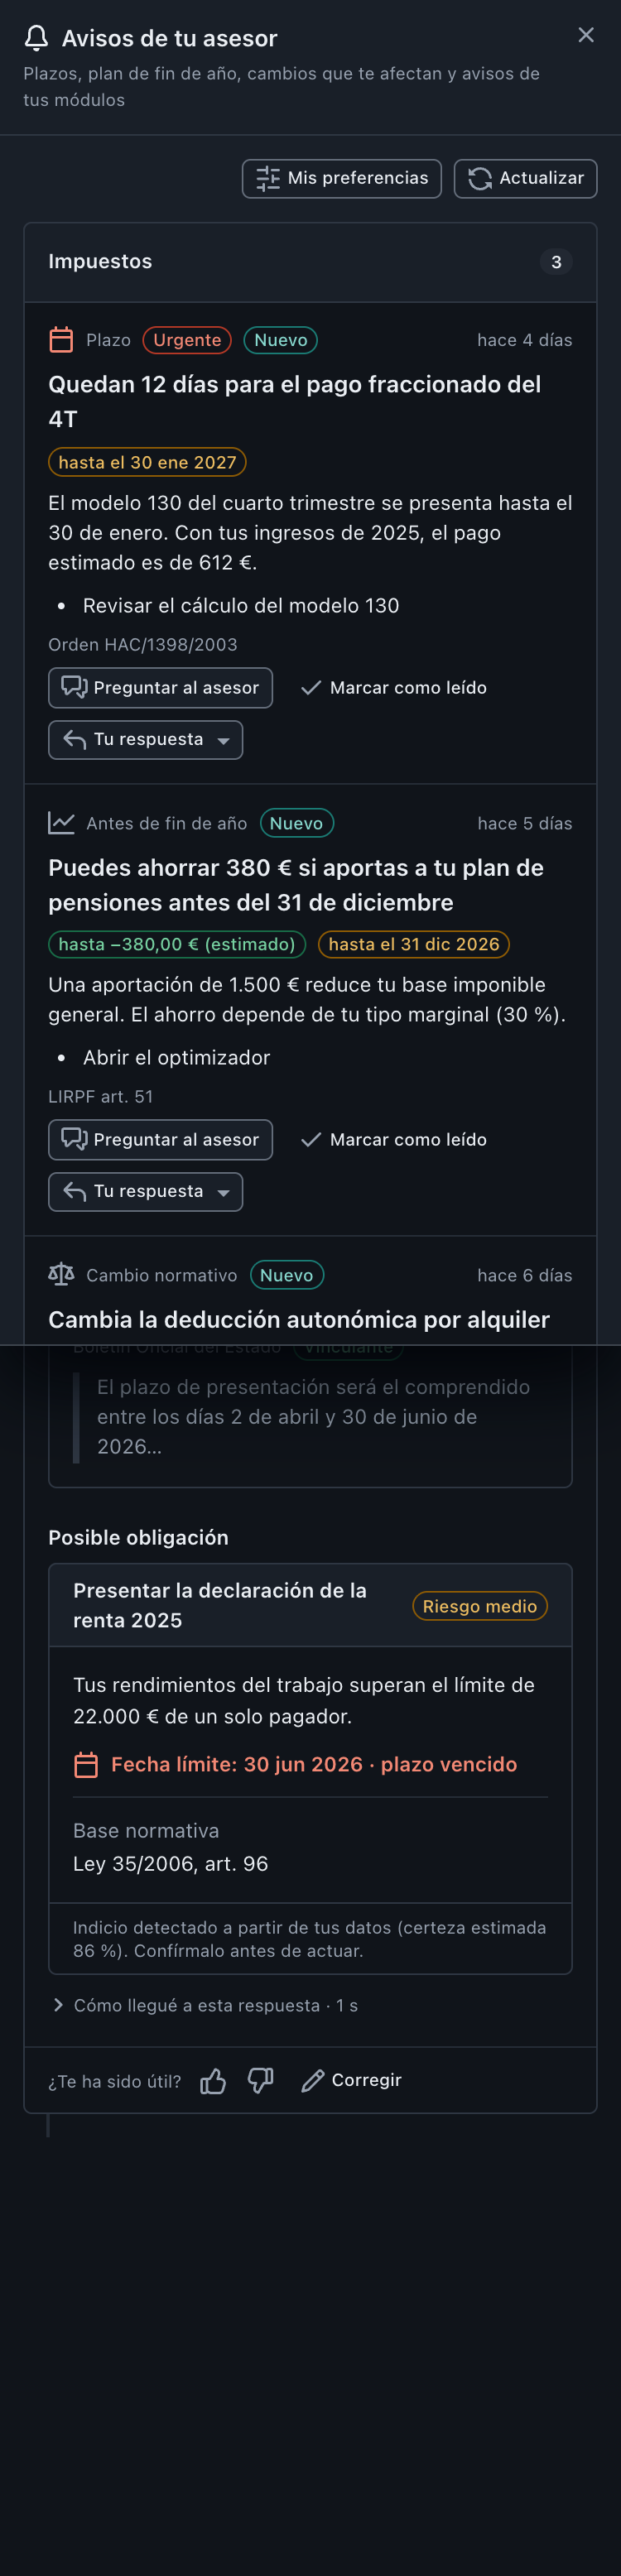 Avisos de tu asesor
Plazos, plan de fin de año, cambios que te afectan y avisos de
tus módulos
Mis preferencias
Actualizar
Impuestos
3
Plazo
Urgente
Nuevo
hace 4 días
Quedan 12 días para el pago fraccionado del
4T
hasta el 30 ene 2027
El modelo 130 del cuarto trimestre se presenta hasta el
30 de enero. Con tus ingresos de 2025, el pago
estimado es de 612 €.
• Revisar el cálculo del modelo 130
Orden HAC/1398/2003
Preguntar al asesor
Marcar como leído
Tu respuesta
Antes de fin de año
Nuevo
hace 5 días
Puedes ahorrar 380 € si aportas a tu plan de
pensiones antes del 31 de diciembre
hasta −380,00 € (estimado)
hasta el 31 dic 2026
Una aportación de 1.500 € reduce tu base imponible
general. El ahorro depende de tu tipo marginal (30 %).
• Abrir el optimizador
LIRPF art. 51
Preguntar al asesor
Marcar como leído
Tu respuesta
Cambio normativo
Nuevo
hace 6 días
Cambia la deducción autonómica por alquiler
Boletín Oficial del Estado
Vinculante
El plazo de presentación será el comprendido
entre los días 2 de abril y 30 de junio de
2026...
Posible obligación
Presentar la declaración de la
renta 2025
Riesgo medio
Tus rendimientos del trabajo superan el límite de
22.000 € de un solo pagador.
Fecha límite: 30 jun 2026 · plazo vencido
Base normativa
Ley 35/2006, art. 96
Indicio detectado a partir de tus datos (certeza estimada
86 %). Confírmalo antes de actuar.
Cómo llegué a esta respuesta · 1 s
¿Te ha sido útil?
Corregir